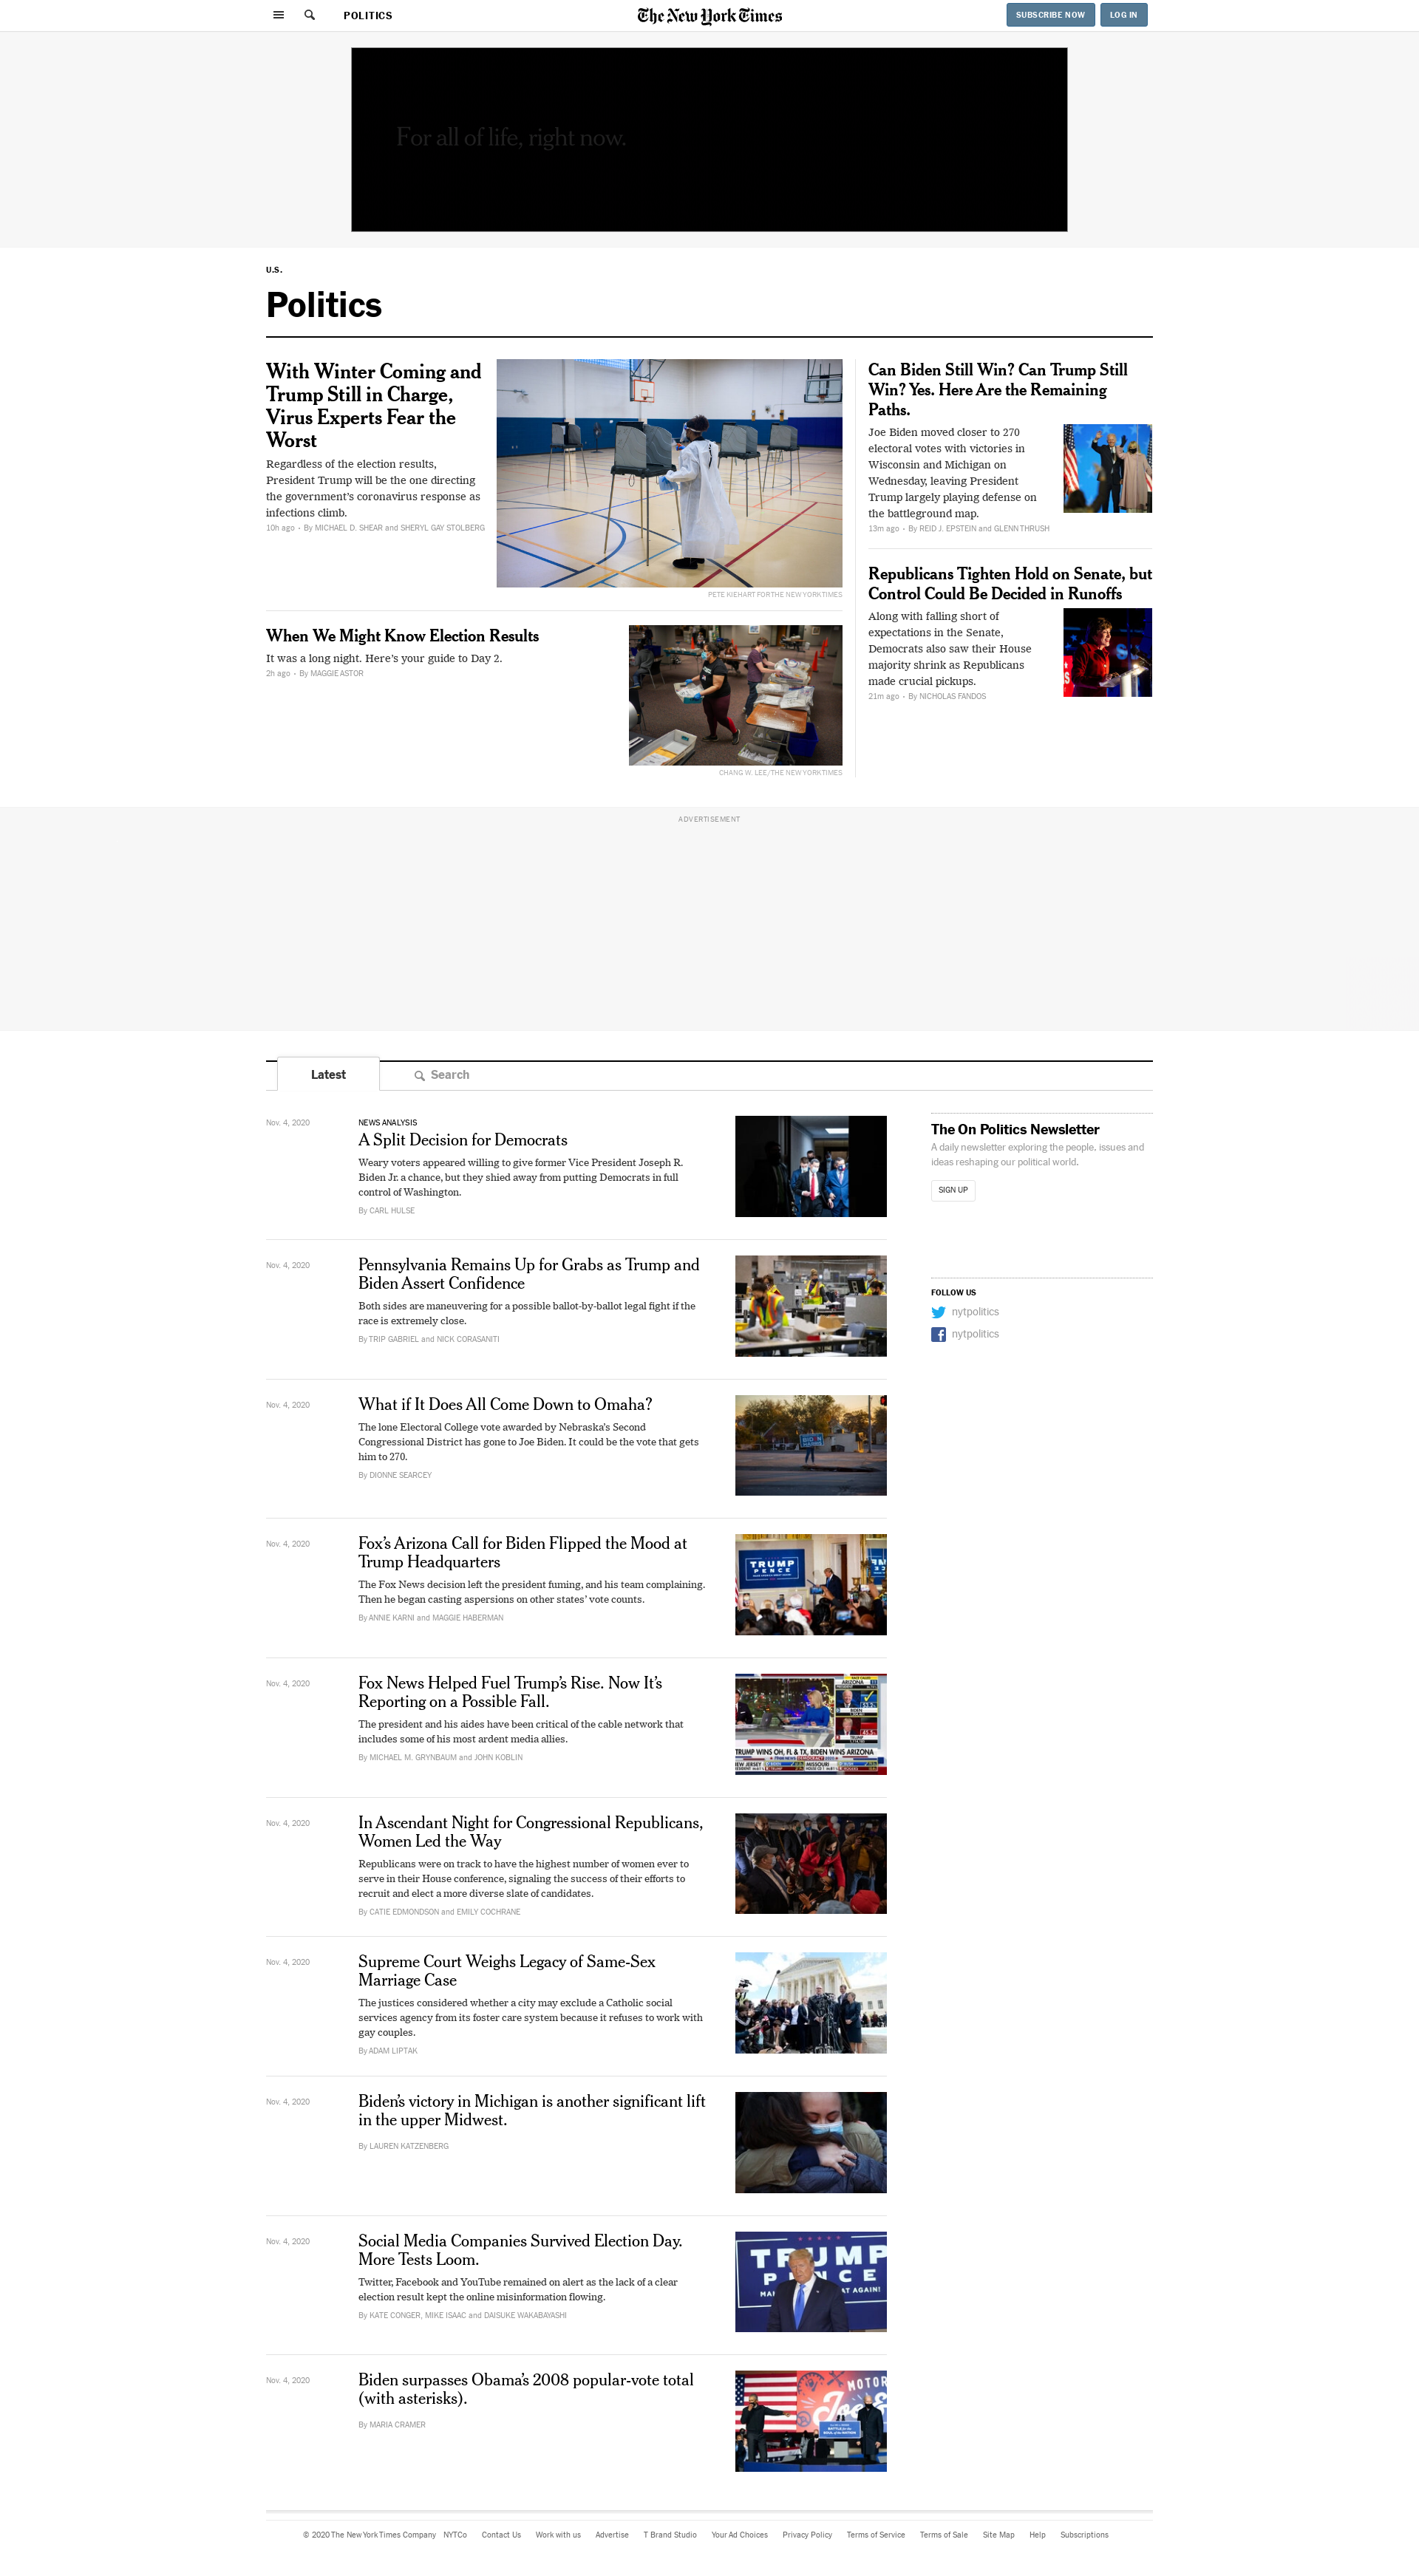 POLITICS
The New York Times
SUBSCRIBE NOW
LOG IN
For all of life, right now.
U.S.
Politics
With Winter Coming and
Trump Still in Charge,
Virus Experts Fear the
Worst
Regardless of the election results,
President Trump will be the one directing
the government’s coronavirus response as
infections climb.
10h ago • By MICHAEL D. SHEAR and SHERYL GAY STOLBERG
PETE KIEHART FOR THE NEW YORK TIMES
When We Might Know Election Results
It was a long night. Here’s your guide to Day 2.
2h ago • By MAGGIE ASTOR
CHANG W. LEE/THE NEW YORK TIMES
Can Biden Still Win? Can Trump Still
Win? Yes. Here Are the Remaining
Paths.
Joe Biden moved closer to 270
electoral votes with victories in
Wisconsin and Michigan on
Wednesday, leaving President
Trump largely playing defense on
the battleground map.
13m ago • By REID J. EPSTEIN and GLENN THRUSH
Republicans Tighten Hold on Senate, but
Control Could Be Decided in Runoffs
Along with falling short of
expectations in the Senate,
Democrats also saw their House
majority shrink as Republicans
made crucial pickups.
21m ago • By NICHOLAS FANDOS
ADVERTISEMENT
Latest
Search
Nov. 4, 2020
NEWS ANALYSIS
A Split Decision for Democrats
Weary voters appeared willing to give former Vice President Joseph R.
Biden Jr. a chance, but they shied away from putting Democrats in full
control of Washington.
By CARL HULSE
Nov. 4, 2020
Pennsylvania Remains Up for Grabs as Trump and
Biden Assert Confidence
Both sides are maneuvering for a possible ballot-by-ballot legal fight if the
race is extremely close.
By TRIP GABRIEL and NICK CORASANITI
Nov. 4, 2020
What if It Does All Come Down to Omaha?
The lone Electoral College vote awarded by Nebraska’s Second
Congressional District has gone to Joe Biden. It could be the vote that gets
him to 270.
By DIONNE SEARCEY
Nov. 4, 2020
Fox’s Arizona Call for Biden Flipped the Mood at
Trump Headquarters
The Fox News decision left the president fuming, and his team complaining.
Then he began casting aspersions on other states’ vote counts.
By ANNIE KARNI and MAGGIE HABERMAN
TRUMP
PENCE
Nov. 4, 2020
Fox News Helped Fuel Trump’s Rise. Now It’s
Reporting on a Possible Fall.
The president and his aides have been critical of the cable network that
includes some of his most ardent media allies.
By MICHAEL M. GRYNBAUM and JOHN KOBLIN
ARIZONA
BIDEN
TRUMP
TRUMP WINS OH, FL & TX, BIDEN WINS ARIZONA
Nov. 4, 2020
In Ascendant Night for Congressional Republicans,
Women Led the Way
Republicans were on track to have the highest number of women ever to
serve in their House conference, signaling the success of their efforts to
recruit and elect a more diverse slate of candidates.
By CATIE EDMONDSON and EMILY COCHRANE
Nov. 4, 2020
Supreme Court Weighs Legacy of Same-Sex
Marriage Case
The justices considered whether a city may exclude a Catholic social
services agency from its foster care system because it refuses to work with
gay couples.
By ADAM LIPTAK
Nov. 4, 2020
Biden’s victory in Michigan is another significant lift
in the upper Midwest.
By LAUREN KATZENBERG
Nov. 4, 2020
Social Media Companies Survived Election Day.
More Tests Loom.
Twitter, Facebook and YouTube remained on alert as the lack of a clear
election result kept the online misinformation flowing.
By KATE CONGER, MIKE ISAAC and DAISUKE WAKABAYASHI
TRUMP
PENCE
Nov. 4, 2020
Biden surpasses Obama’s 2008 popular-vote total
(with asterisks).
By MARIA CRAMER
The On Politics Newsletter
A daily newsletter exploring the people, issues and
ideas reshaping our political world.
SIGN UP
FOLLOW US
nytpolitics
nytpolitics
© 2020 The New York Times Company NYTCo Contact Us Work with us Advertise T Brand Studio Your Ad Choices Privacy Policy Terms of Service Terms of Sale Site Map Help Subscriptions